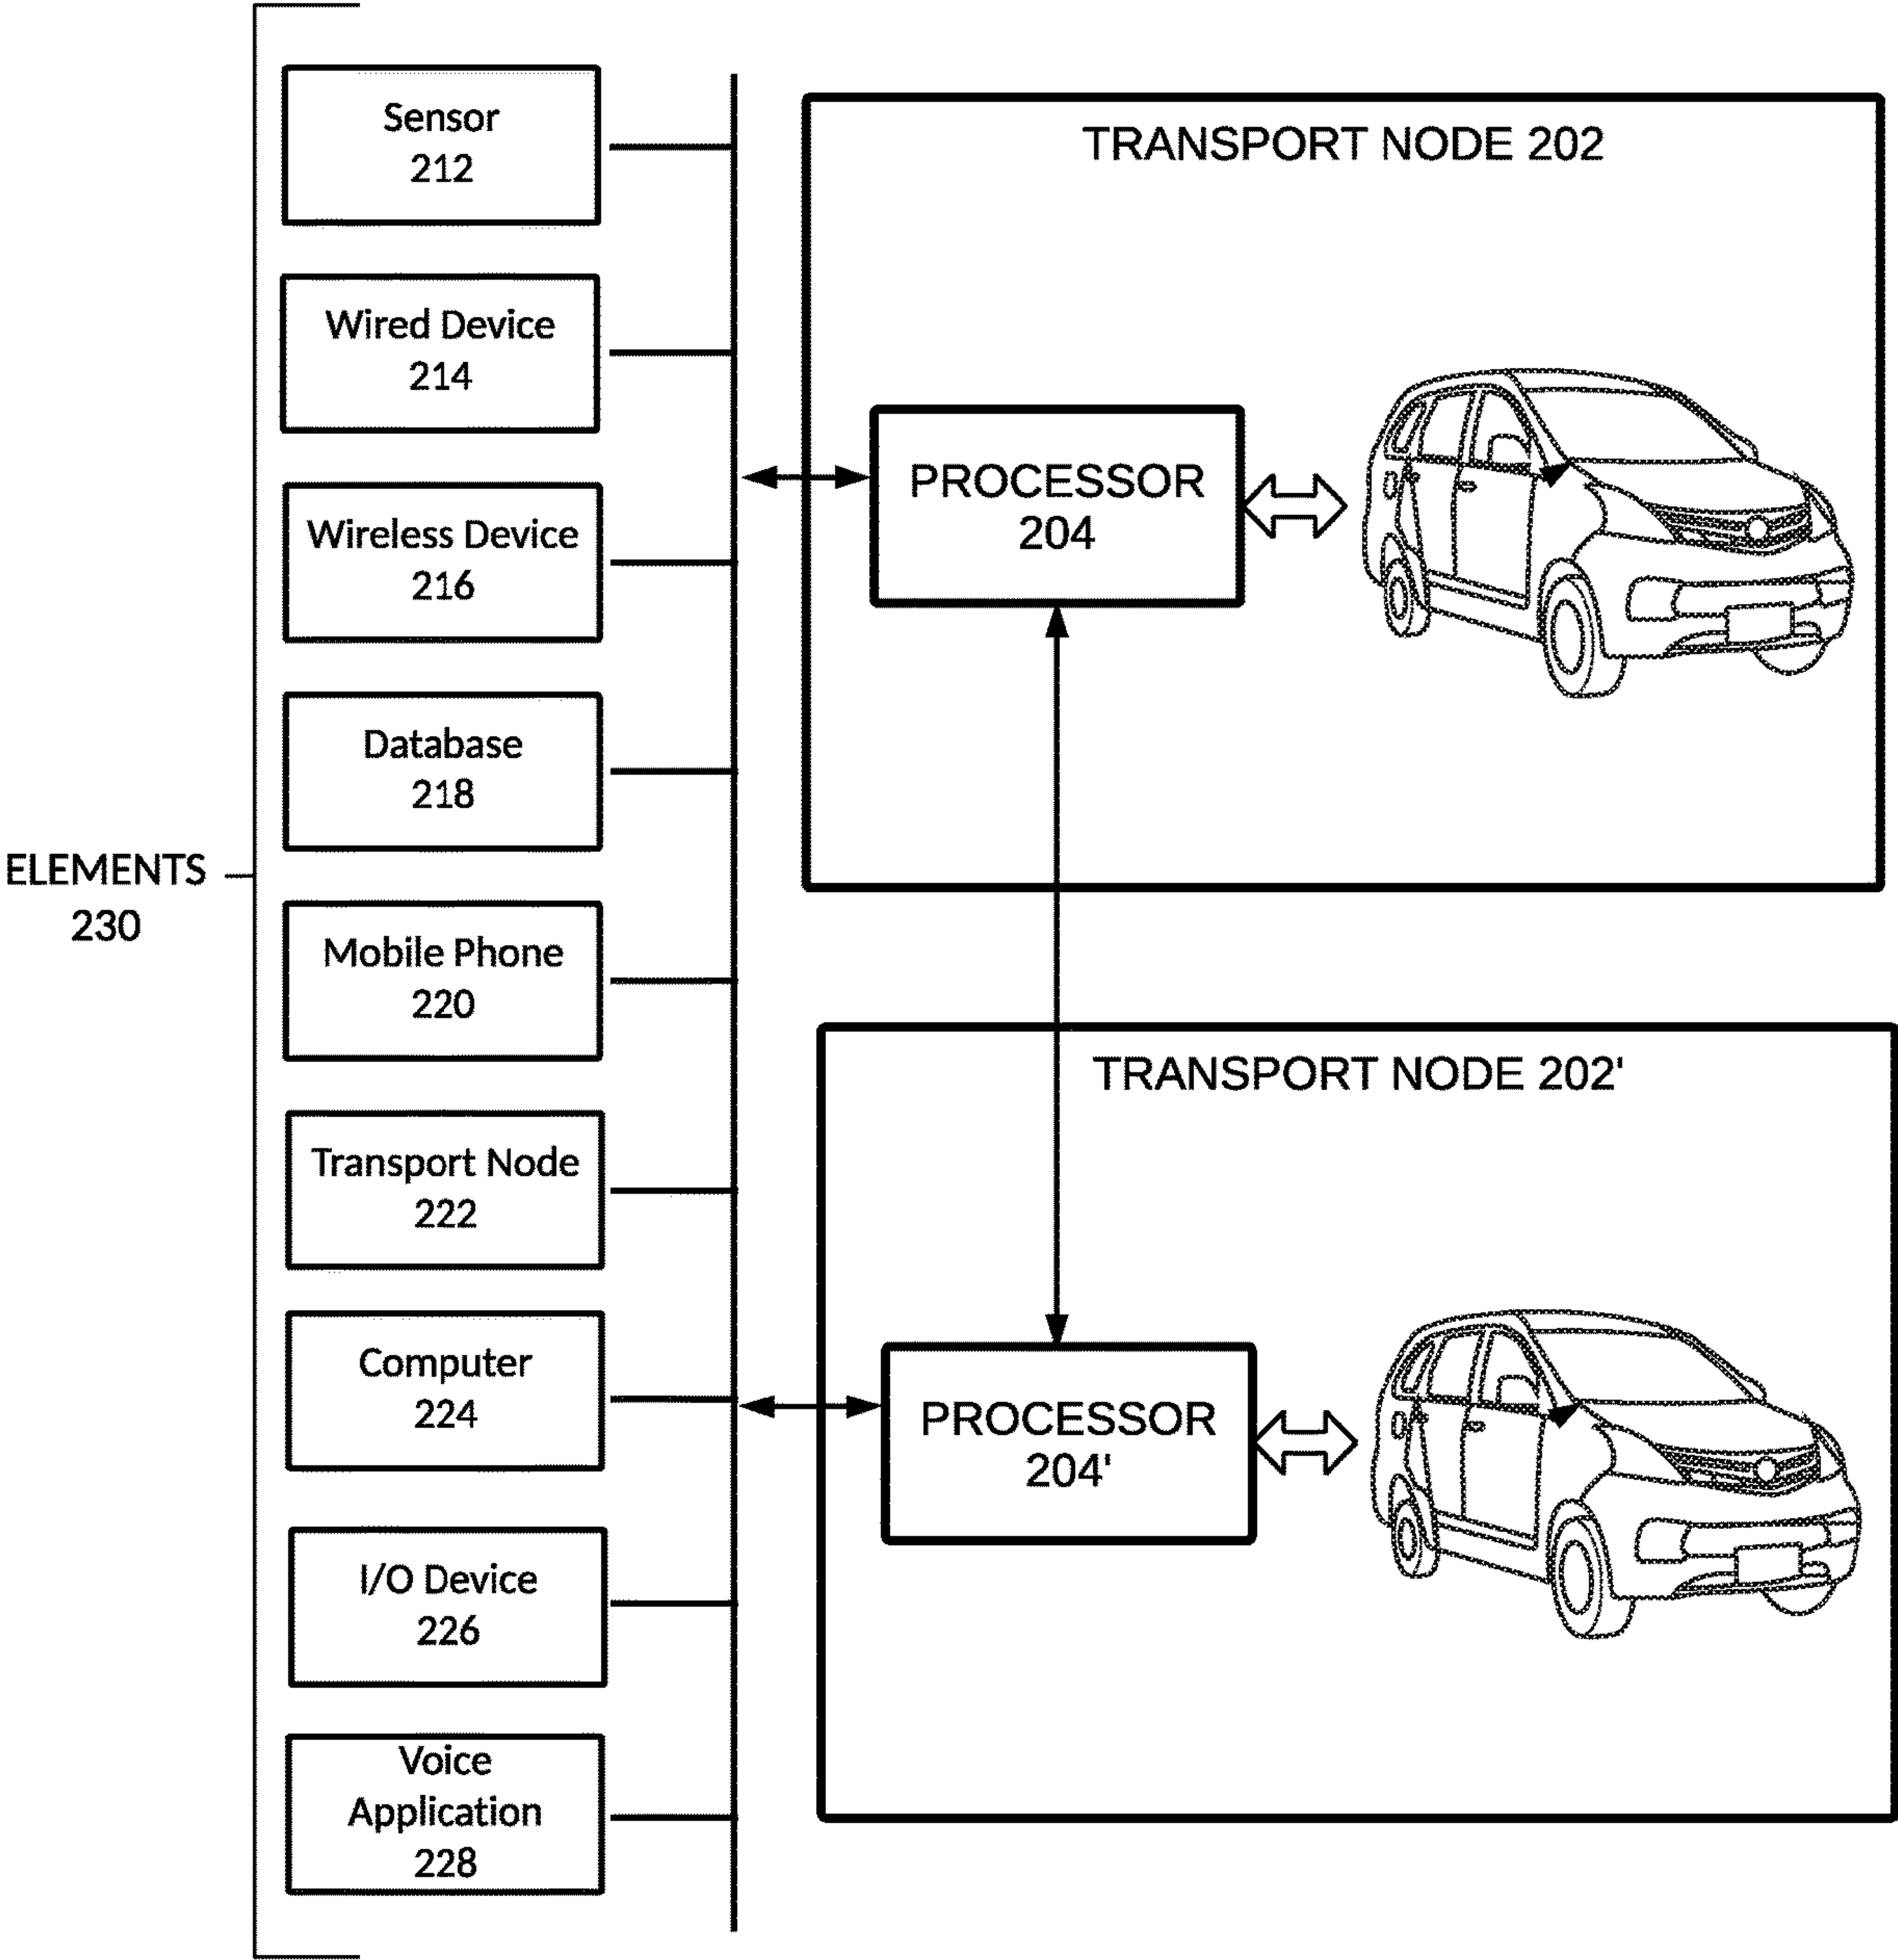 ELEMENTS
230
Sensor
212
Wired Device
214
Wireless Device
216
Database
218
Mobile Phone
220
Transport Node
222
Computer
224
I/O Device
226
Voice
Application
228
TRANSPORT NODE 202
PROCESSOR
204
TRANSPORT NODE 202'
PROCESSOR
204'